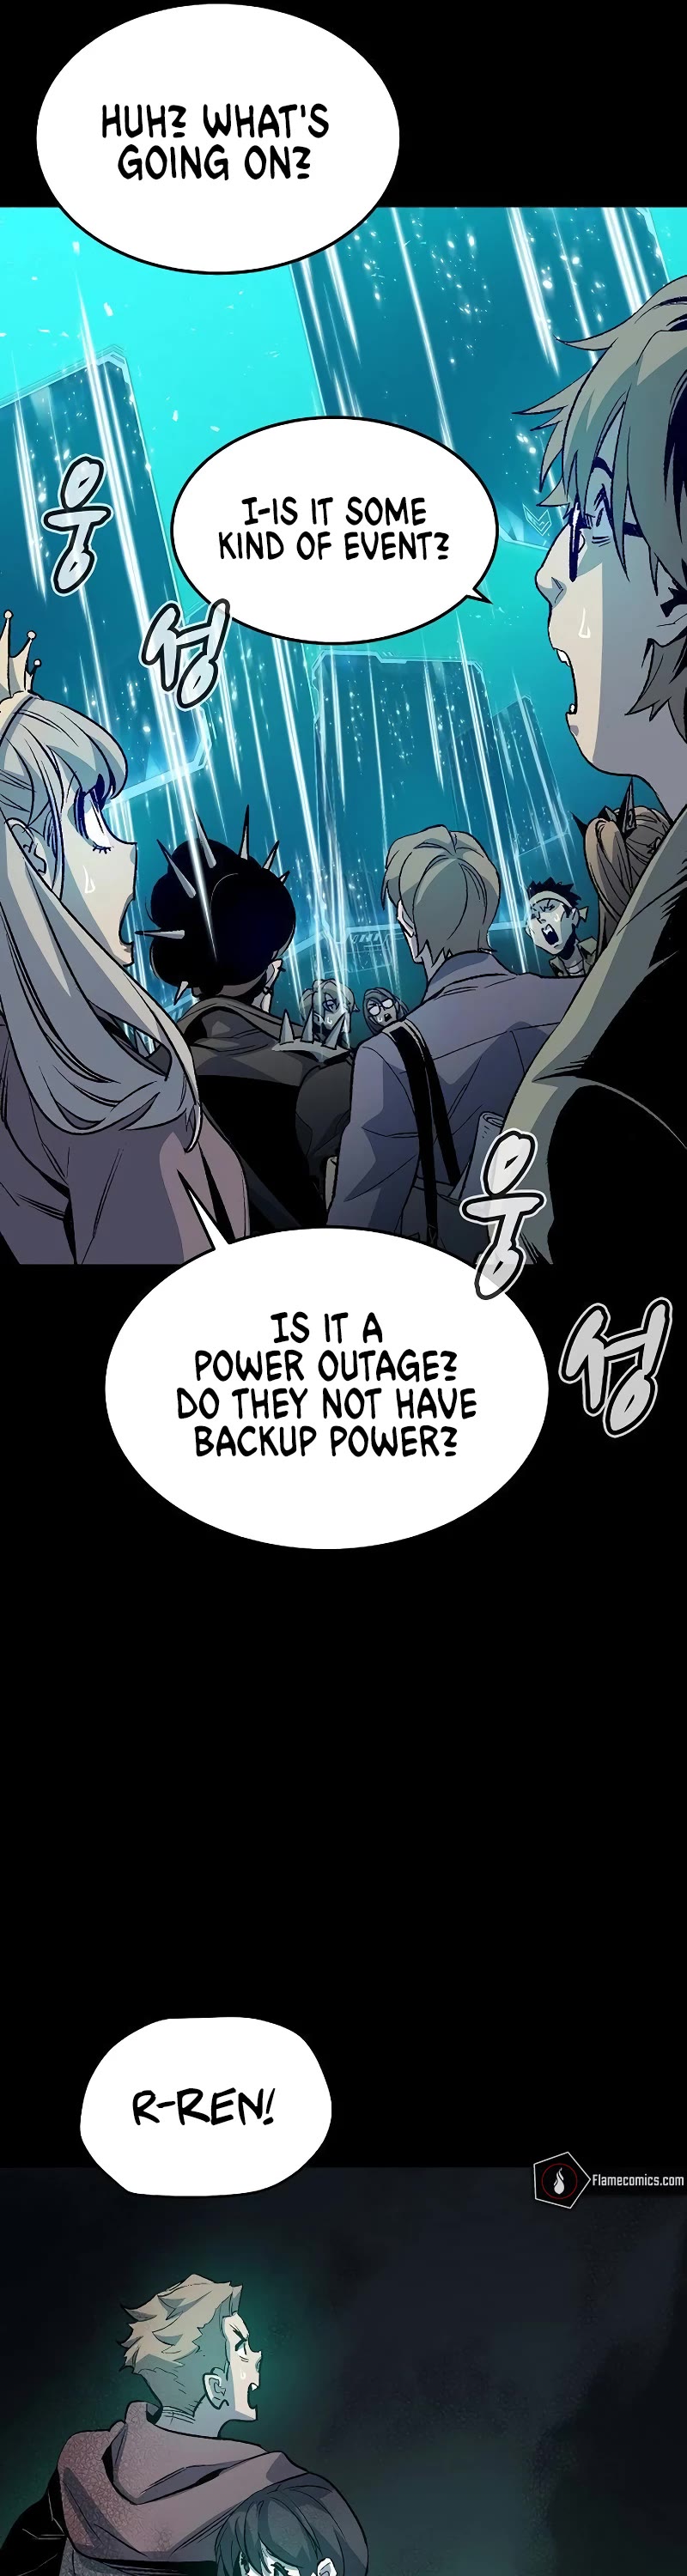 HUH? WHAT'S
GOING ON?
I-IS IT SOME
KIND OF EVENT?
웅
성
웅
성
IS IT A
POWER OUTAGE?
DO THEY NOT HAVE
BACKUP POWER?
R-REN!
Flamecomics.com